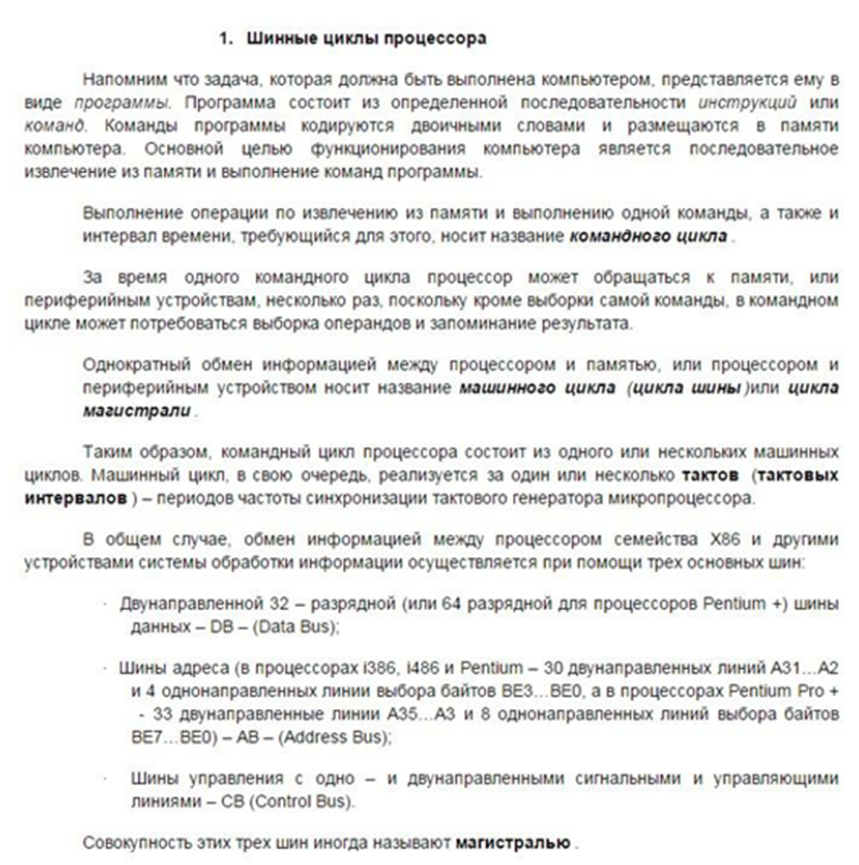 1. Шинные циклы процессора
Напомним что задача, которая должна быть выполнена компьютером, представляется ему в
виде программы. Программа состоит из определенной последовательности инструкций или
команд. Команды программы кодируются двоичными словами и размещаются в памяти
компьютера. Основной целью функционирования компьютера является последовательное
извлечение из памяти и выполнение команд программы.
Выполнение операции по извлечению из памяти и выполнению одной команды, а также и
интервал времени, требующийся для этого, носит название командного цикла .
За время одного командного цикла процессор может обращаться к памяти, или
периферийным устройствам, несколько раз, поскольку кроме выборки самой команды, в командном
цикле может потребоваться выборка операндов и запоминание результата.
Однократный обмен информацией между процессором и памятью, или процессором и
периферийным устройством носит название машинного цикла (цикла шины )или цикла
магистрали .
Таким образом, командный цикл процессора состоит из одного или нескольких машинных
циклов. Машинный цикл, в свою очередь, реализуется за один или несколько тактов (тактовых
интервалов ) – периодов частоты синхронизации тактового генератора микропроцессора.
В общем случае, обмен информацией между процессором семейства X86 и другими
устройствами системы обработки информации осуществляется при помощи трех основных шин:
· Двунаправленной 32 – разрядной (или 64 разрядной для процессоров Pentium +) шины
данных – DB – (Data Bus);
· Шины адреса (в процессорах i386, i486 и Pentium – 30 двунаправленных линий A31…A2
и 4 однонаправленных линии выбора байтов BE3…BE0, а в процессорах Pentium Pro +
- 33 двунаправленные линии A35…A3 и 8 однонаправленных линий выбора байтов
BE7…BE0) – AB – (Address Bus);
· Шины управления с одно – и двунаправленными сигнальными и управляющими
линиями – CB (Control Bus).
Совокупность этих трех шин иногда называют магистралью .